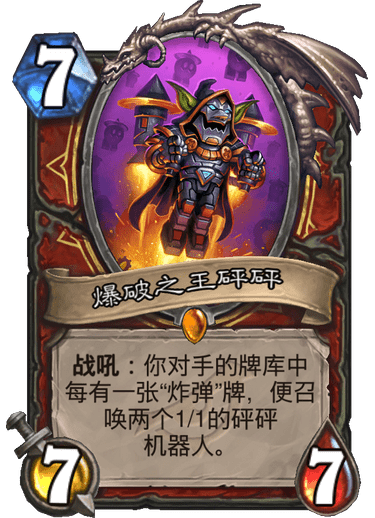 7
爆破之王砰砰
战吼：你对手的牌库中
每有一张“炸弹”牌，便召
唤两个1/1的砰砰
机器人。
7
7